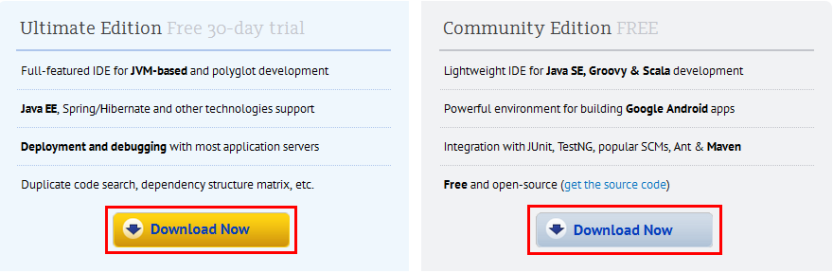 Ultimate Edition Free 30-day trial
Full-featured IDE for JVM-based and polyglot development
Java EE, Spring/Hibernate and other technologies support
Deployment and debugging with most application servers
Duplicate code search, dependency structure matrix, etc.
Download Now
Community Edition FREE
Lightweight IDE for Java SE, Groovy & Scala development
Powerful environment for building Google Android apps
Integration with JUnit, TestNG, popular SCMs, Ant & Maven
Free and open-source (get the source code)
Download Now